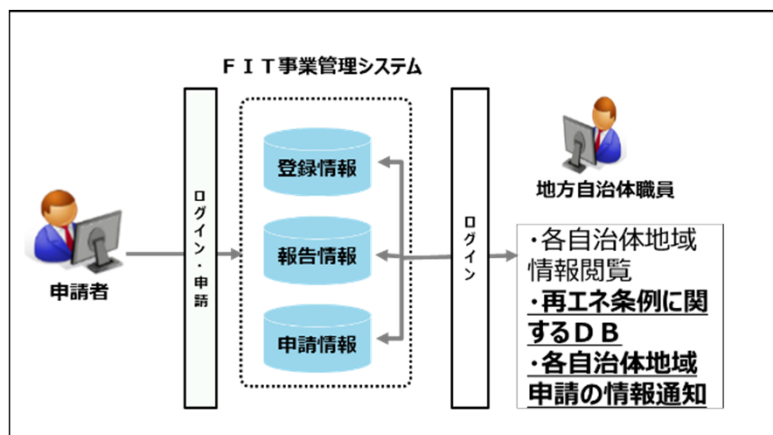 ＦＩＴ事業管理システム
申請者
ログイン・申請
登録情報
報告情報
申請情報
ログイン
地方自治体職員
・各自治体地域
情報閲覧
・再エネ条例に関
するＤＢ
・各自治体地域
申請の情報通知